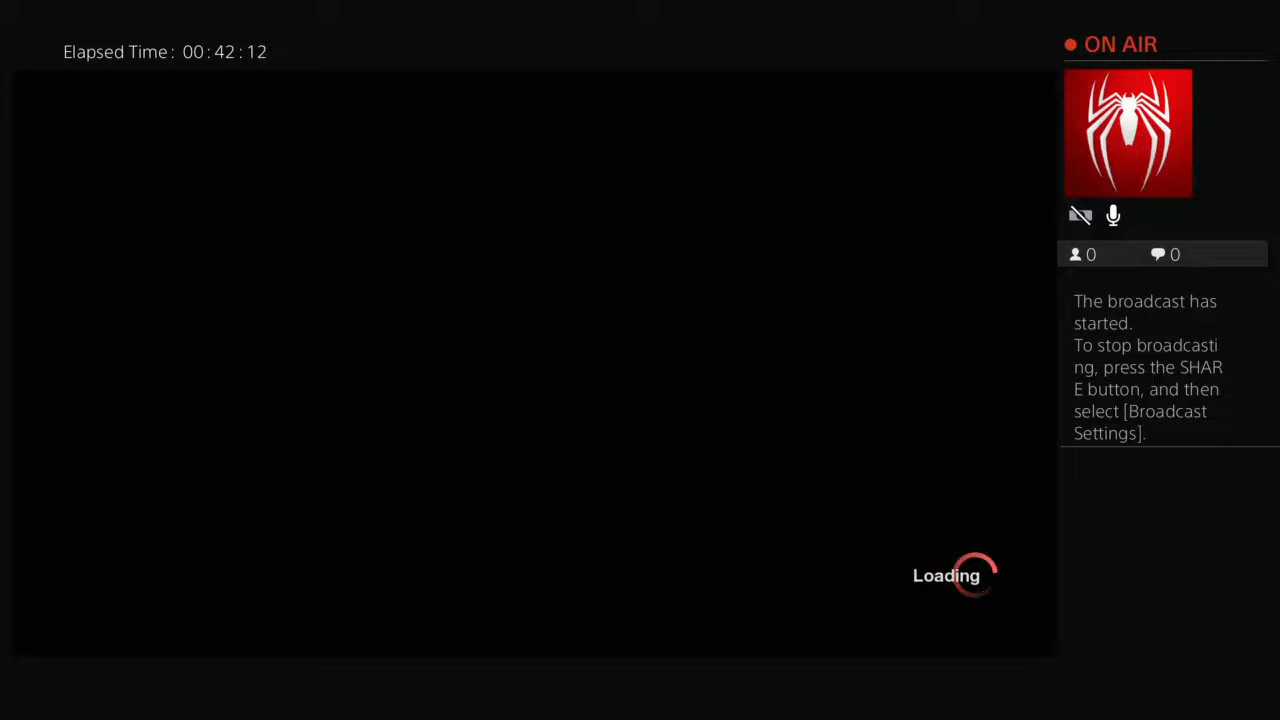 Elapsed Time: 00:42:12
ON AIR
0 0
The broadcast has
started.
To stop broadcasti
ng, press the SHAR
E button, and then
select [Broadcast
Settings].
Loading